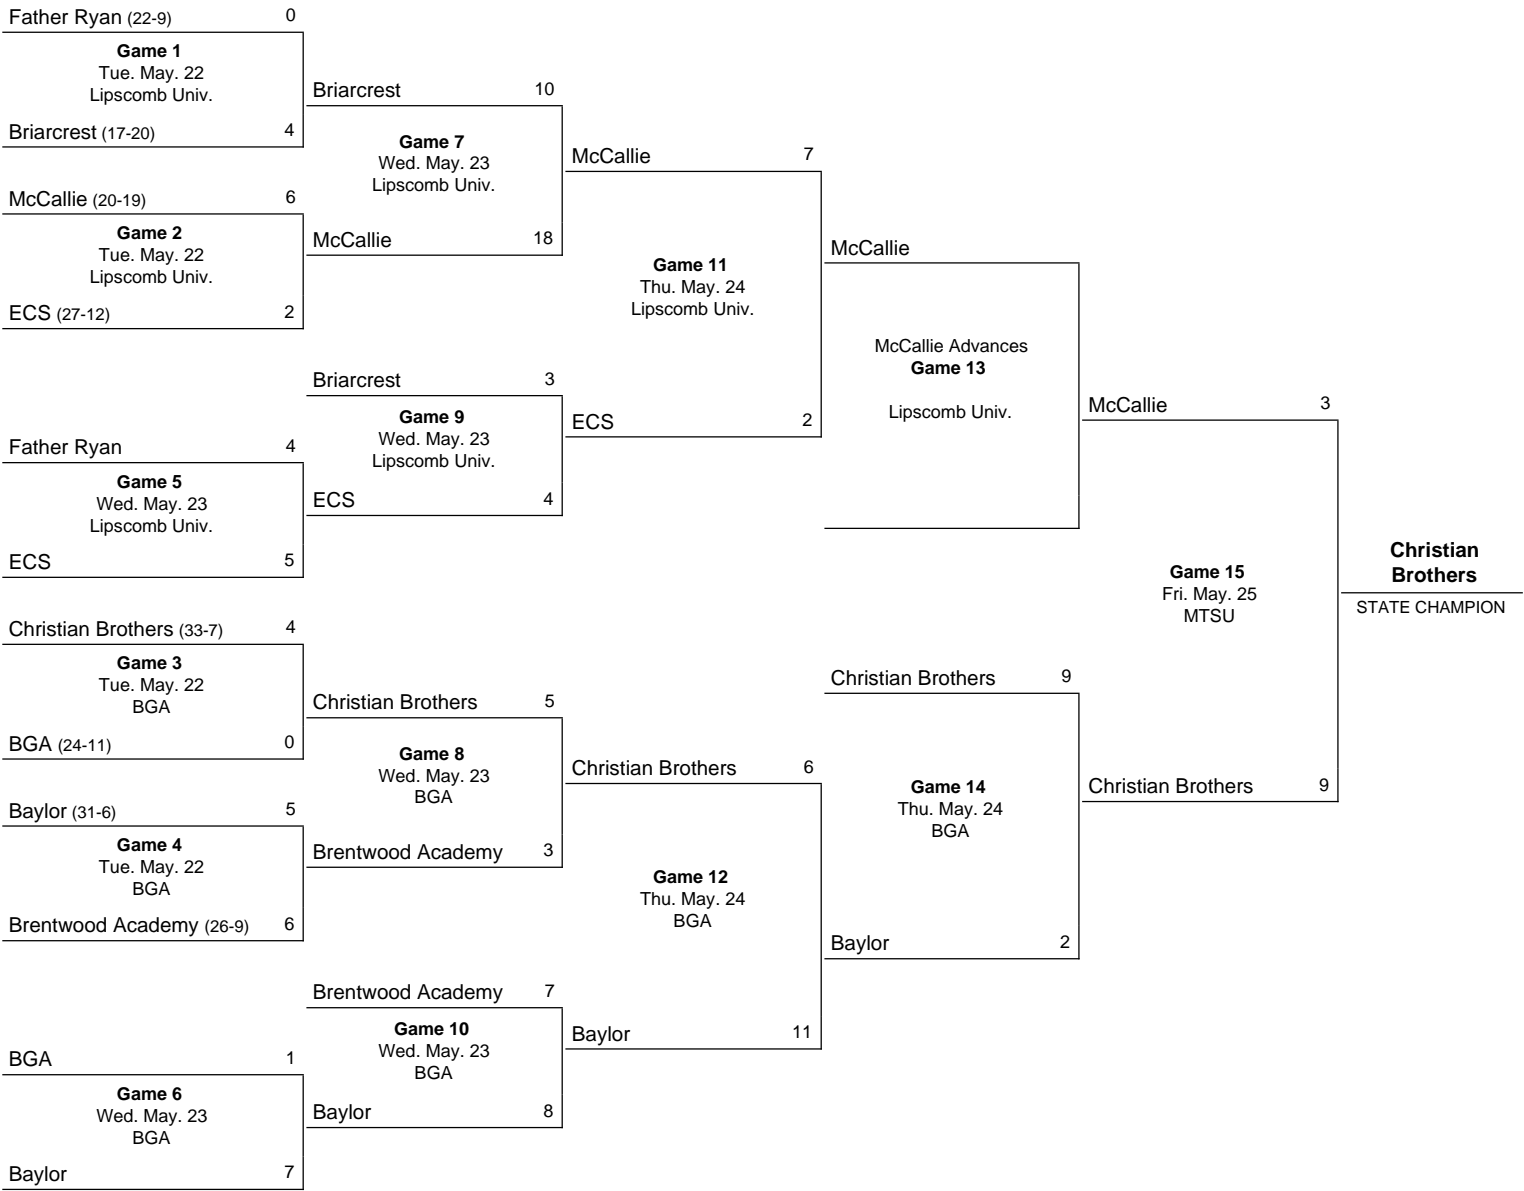 Father Ryan (22-9) 0
Game 1
Tue. May. 22
Lipscomb Univ.
Briarcrest (17-20) 4
McCallie (20-19) 6
Game 2
Tue. May. 22
Lipscomb Univ.
ECS (27-12) 2
Father Ryan 4
Game 5
Wed. May. 23
Lipscomb Univ.
ECS 5
Christian Brothers (33-7) 4
Game 3
Tue. May. 22
BGA
BGA (24-11) 0
Baylor (31-6) 5
Game 4
Tue. May. 22
BGA
Brentwood Academy (26-9) 6
BGA 1
Game 6
Wed. May. 23
BGA
Baylor 7
Briarcrest 10
Game 7
Wed. May. 23
Lipscomb Univ.
McCallie 18
Briarcrest 3
Game 9
Wed. May. 23
Lipscomb Univ.
ECS 4
Christian Brothers 5
Game 8
Wed. May. 23
BGA
Brentwood Academy 3
Brentwood Academy 7
Game 10
Wed. May. 23
BGA
Baylor 8
McCallie 7
Game 11
Thu. May. 24
Lipscomb Univ.
ECS 2
Christian Brothers 6
Game 12
Thu. May. 24
BGA
Baylor 11
McCallie
McCallie Advances
Game 13
Lipscomb Univ.
Christian Brothers 9
Game 14
Thu. May. 24
BGA
Baylor 2
McCallie 3
Game 15
Fri. May. 25
MTSU
Christian Brothers 9
Christian
Brothers
STATE CHAMPION